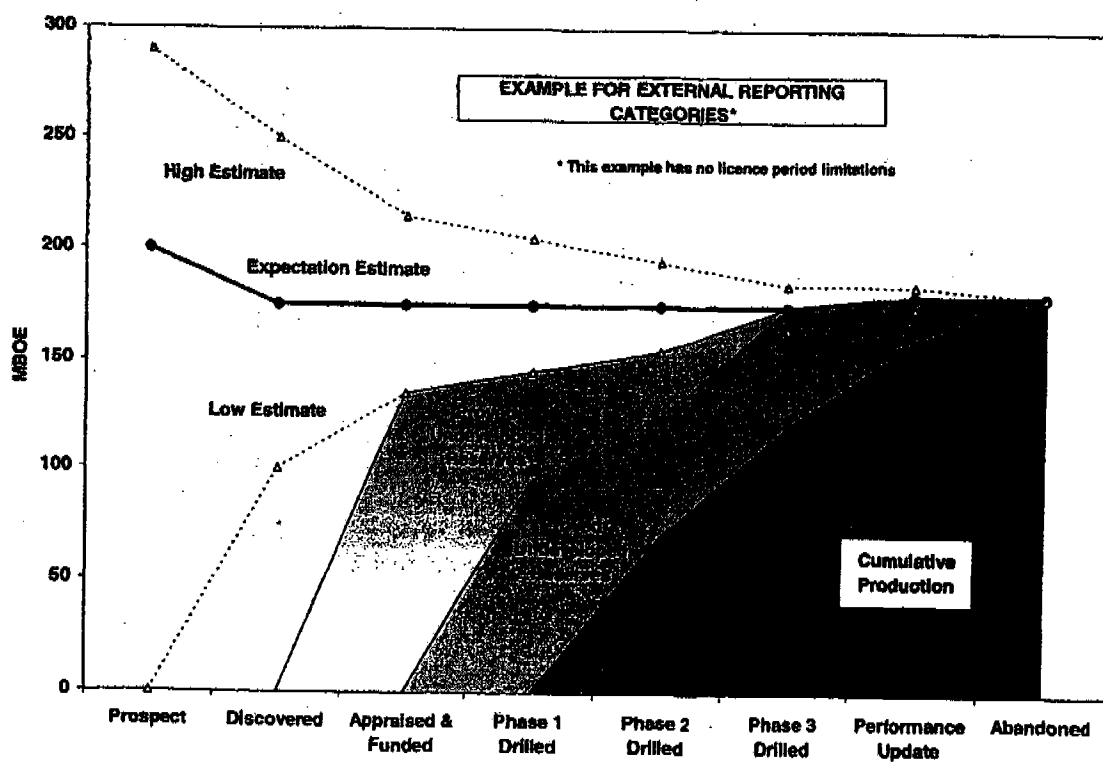 300
EXAMPLE FOR EXTERNAL REPORTING
CATEGORIES*
250
High Estimate
* This example has no licence period limitations
200
Expectation Estimate
150
MBOE
Low Estimate
100
Cumulative
Production
50
0
Prospect
Discovered
Appraised &
Funded
Phase 1
Drilled
Phase 2
Drilled
Phase 3
Drilled
Performance
Update
Abandoned